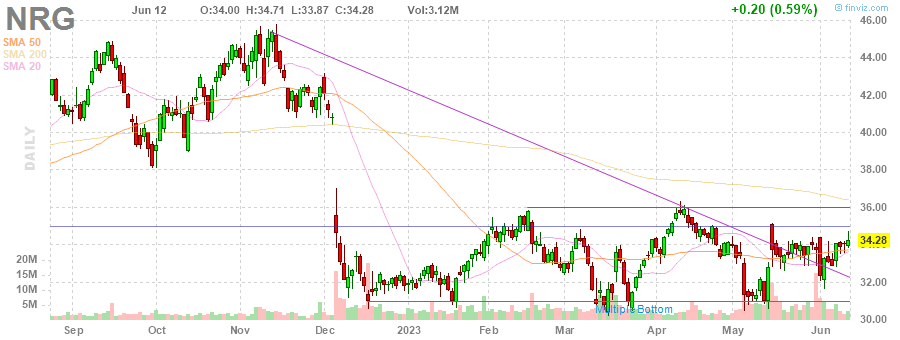 NRG
Jun 12 O:34.00 H:34.71 L:33.87 C:34.28 Vol:3.12M +0.20 (0.59%)
© finviz.com
SMA 50
SMA 200
SMA 20
DAILY
46.00
44.00
42.00
40.00
38.00
36.00
34.28
32.00
30.00
20M
15M
10M
5M
Multiple Bottom
Sep Oct Nov Dec 2023 Feb Mar Apr May Jun